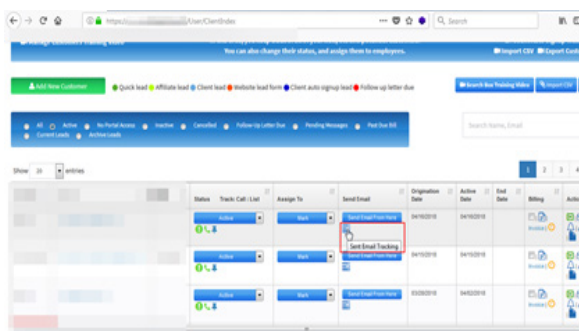 https://
/User/ClientIndex
Search
You can also change their status, and assign them to employees.
Import CSV
Add New Customer
Quick lead Affiliate lead Client lead Website lead form Client auto signup lead Follow up letter due
Search Box Training Video
All Active No Portal Access Inactive Cancelled Follow-Up Letter Due Pending Messages Past Due Bill
Current Leads Archive Leads
Search Name, Email
Show entries
1 2 3 4
Status Track: Call : List Assign To Send Email Origination Date Active Date End Date Billing
Active Send Email From Here 04/16/2018 04/16/2018
Invoice |
Sent Email Tracking
Active Send Email From Here 04/15/2018 04/15/2018
Invoice |
Active Send Email From Here 03/28/2018 04/02/2018
Invoice |